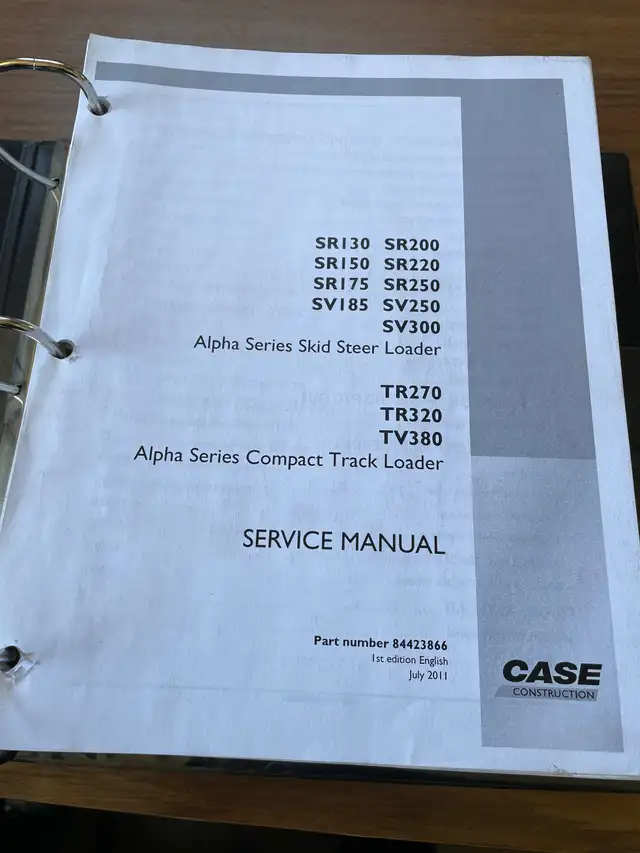 SR130 SR200
SR150 SR220
SR175 SR250
SV185 SV250
SV300
Alpha Series Skid Steer Loader
TR270
TR320
TV380
Alpha Series Compact Track Loader
SERVICE MANUAL
Part number 84423866
1st edition English
July 2011
CASE
CONSTRUCTION